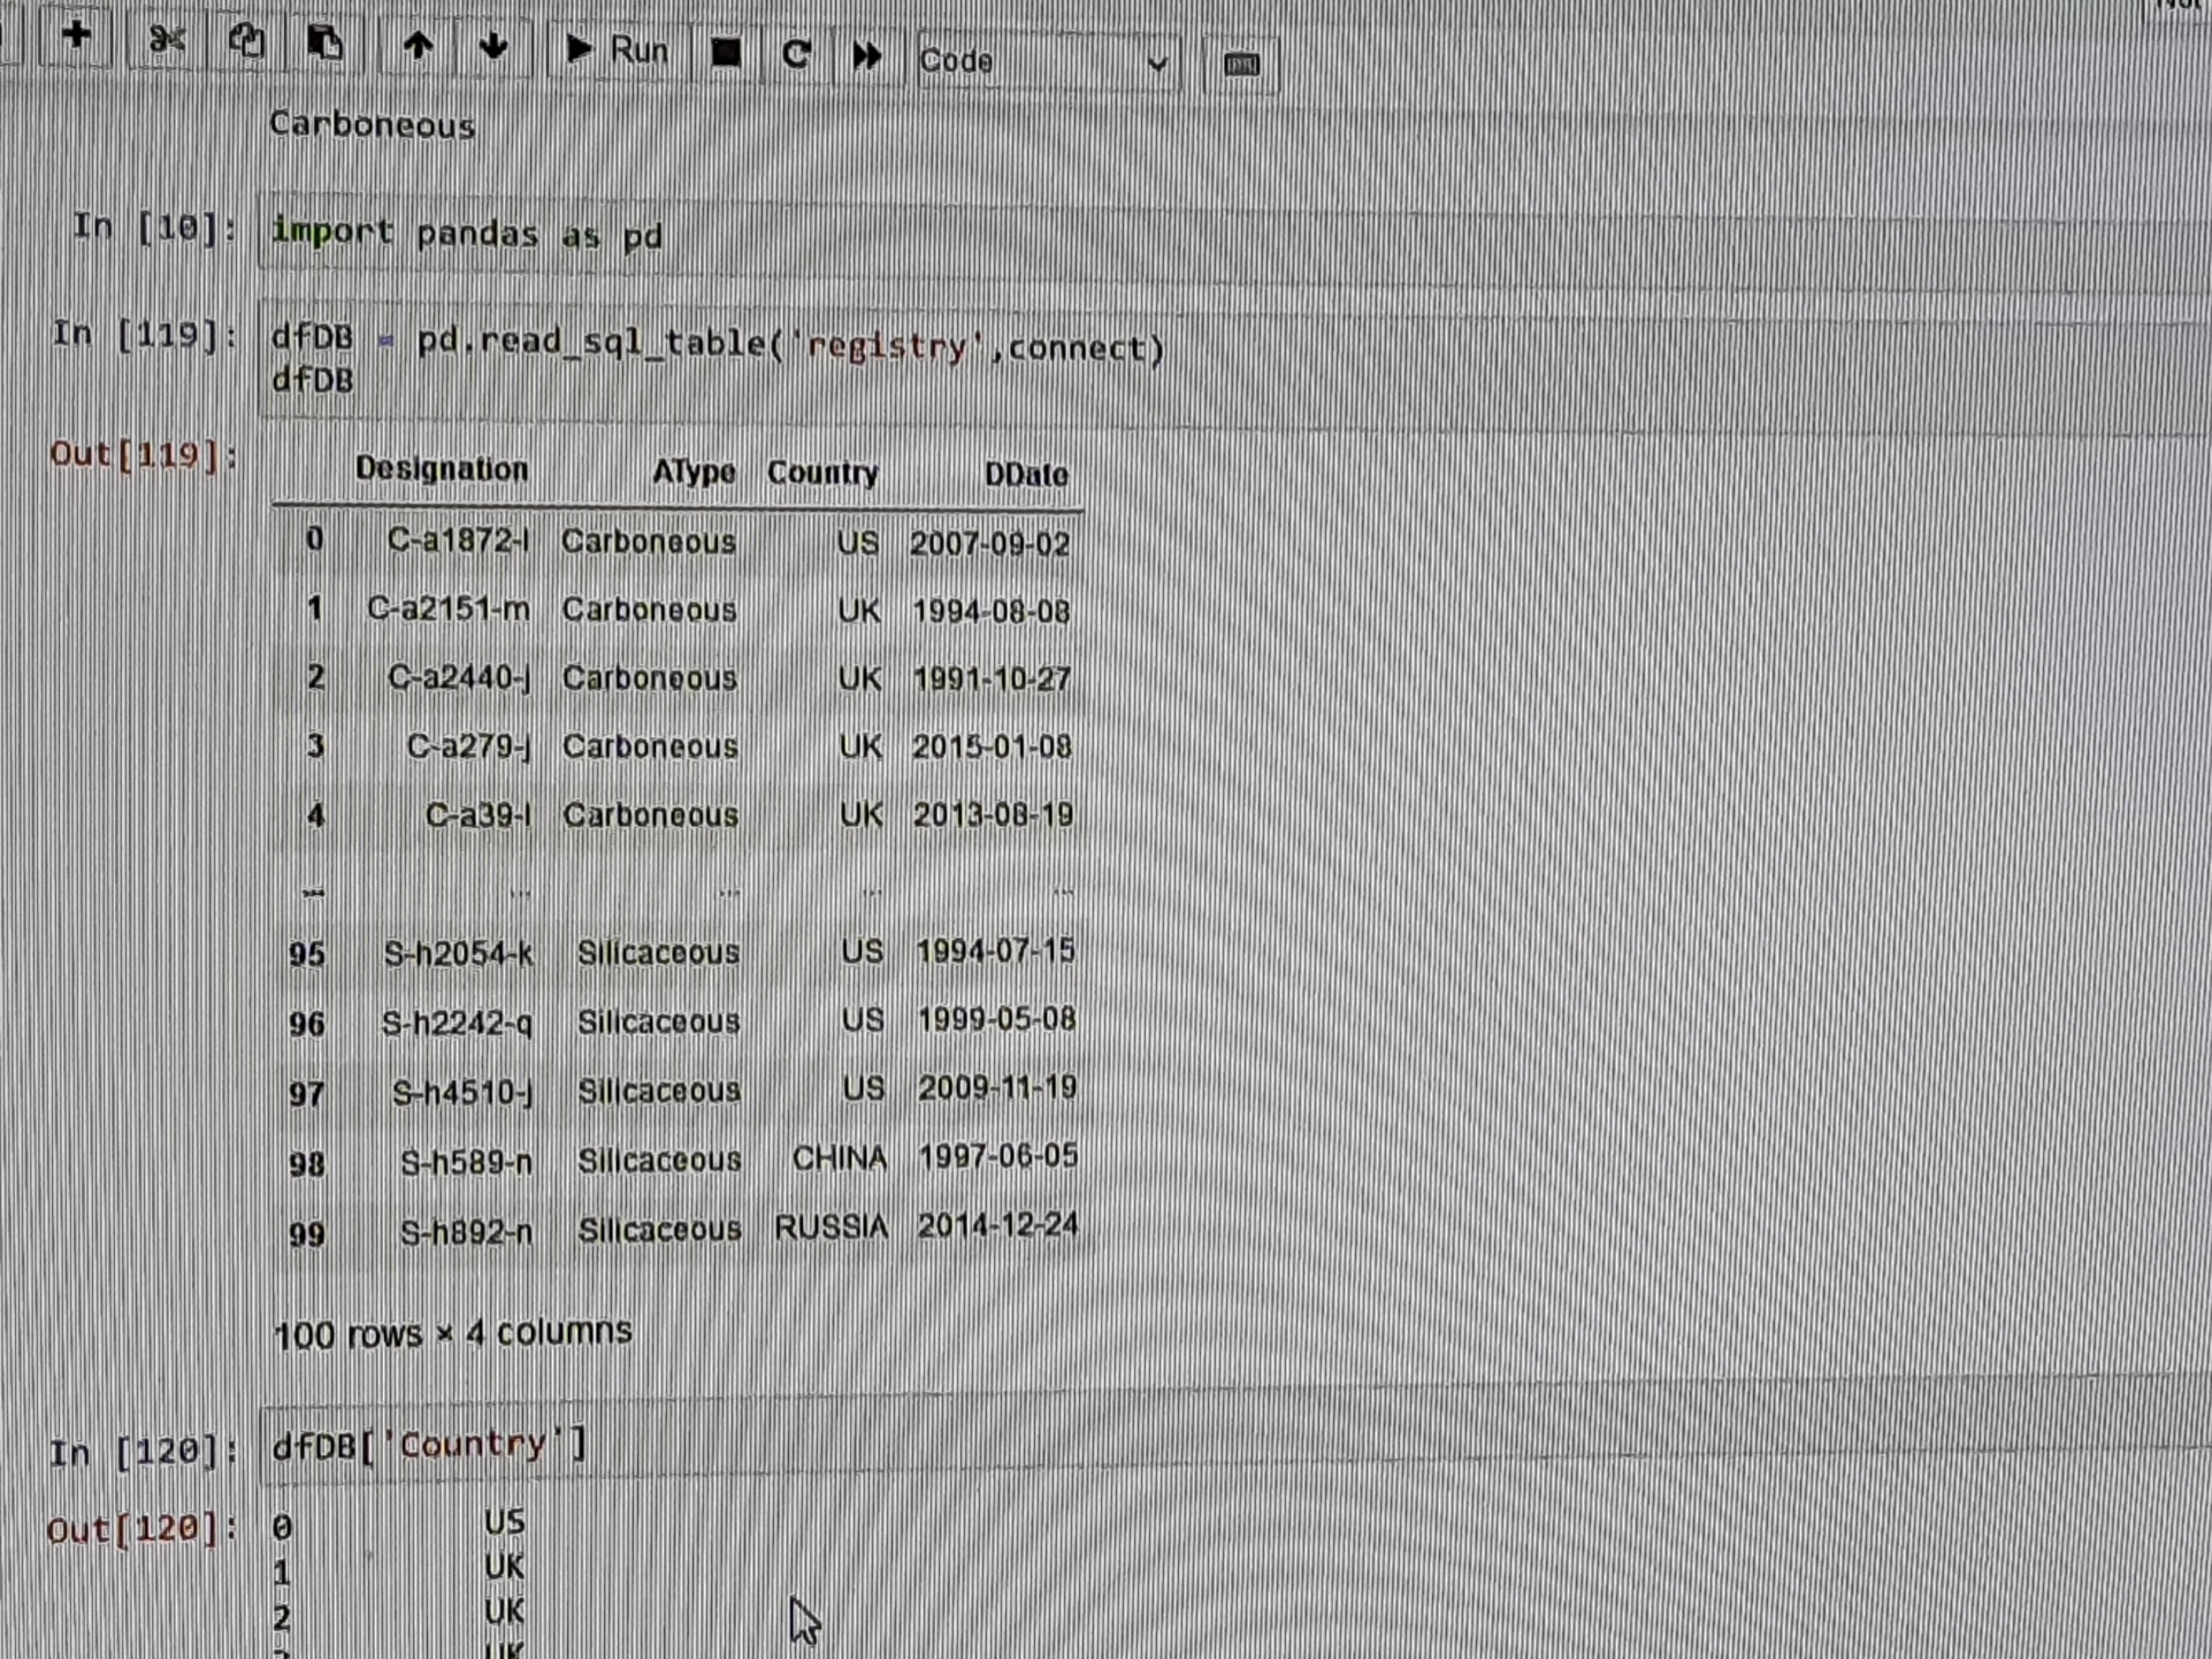 Run Code
Carboneous
In [10]: import pandas as pd
In [119]: dfDB = pd.read_sql_table('registry',connect)
dfDB
Out[119]:
Designation AType Country DDate
0 C-a1872-l Carboneous US 2007-09-02
1 C-a2151-m Carboneous UK 1994-08-08
2 C-a2440-j Carboneous UK 1991-10-27
3 C-a279-j Carboneous UK 2015-01-08
4 C-a39-l Carboneous UK 2013-08-19
... ... ... ... ...
95 S-h2054-k Silicaceous US 1994-07-15
96 S-h2242-q Silicaceous US 1999-05-08
97 S-h4510-j Silicaceous US 2009-11-19
98 S-h589-n Silicaceous CHINA 1997-06-05
99 S-h892-n Silicaceous RUSSIA 2014-12-24
100 rows × 4 columns
In [120]: dfDB['Country']
Out[120]: 0 US
1 UK
2 UK
UK